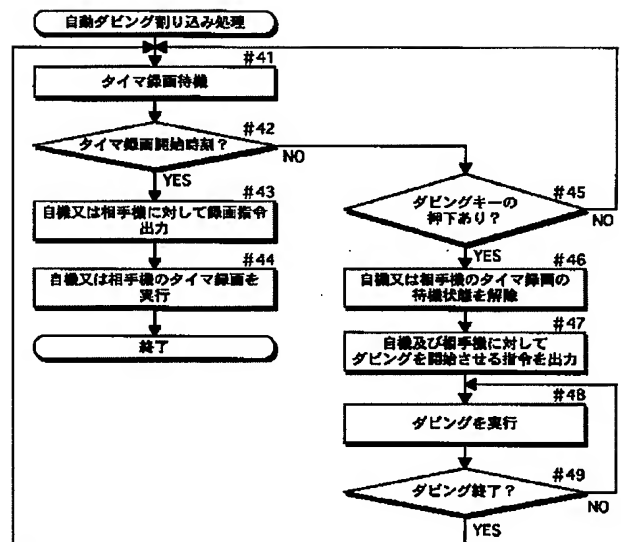 自動ダビング割り込み処理
#41
タイマ録画待機
#42
タイマ録画開始時刻?
NO
YES
#43
自機又は相手機に対して録画指令
出力
#44
自機又は相手機のタイマ録画を
実行
終了
#45
ダビングキーの
押下あり?
NO
YES
#46
自機又は相手機のタイマ録画の
待機状態を解除
#47
自機及び相手機に対して
ダビングを開始させる指令を出力
#48
ダビングを実行
#49
ダビング終了?
NO
YES